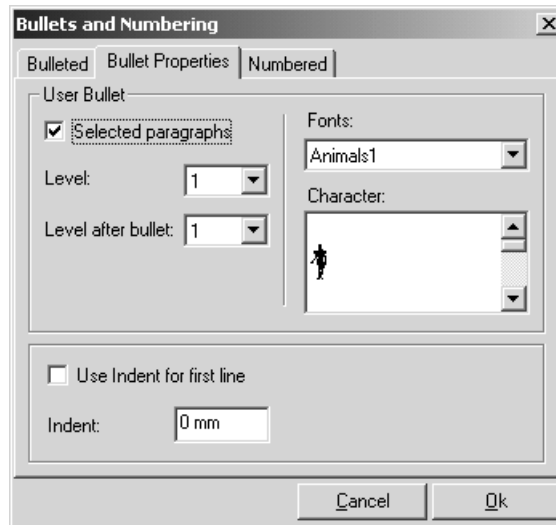 Bullets and Numbering
Bulleted Bullet Properties Numbered
User Bullet
Selected paragraphs
Level: 1
Level after bullet: 1
Fonts:
Animals1
Character:
Use Indent for first line
Indent: 0 mm
Cancel Ok